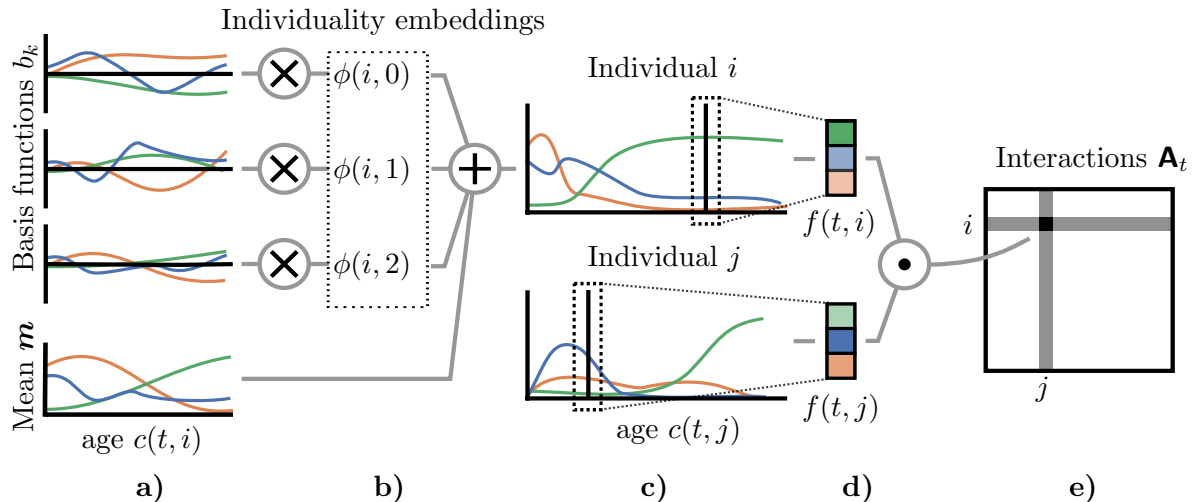 Individuality embeddings
Basis functions b_k
ϕ(i, 0)
ϕ(i, 1)
ϕ(i, 2)
Mean m
age c(t, i)
Individual i
f(t, i)
Individual j
f(t, j)
age c(t, j)
Interactions A_t
i
j
a)
b)
c)
d)
e)